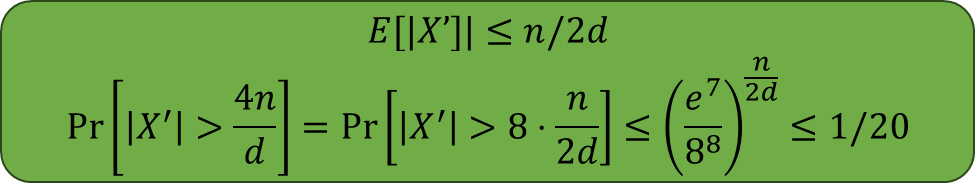 E[|X’]| ≤ n/2d
Pr[|X′| > 4n/d] = Pr[|X′| > 8 · n/2d] ≤ (e^7/8^8)^(n/2d) ≤ 1/20